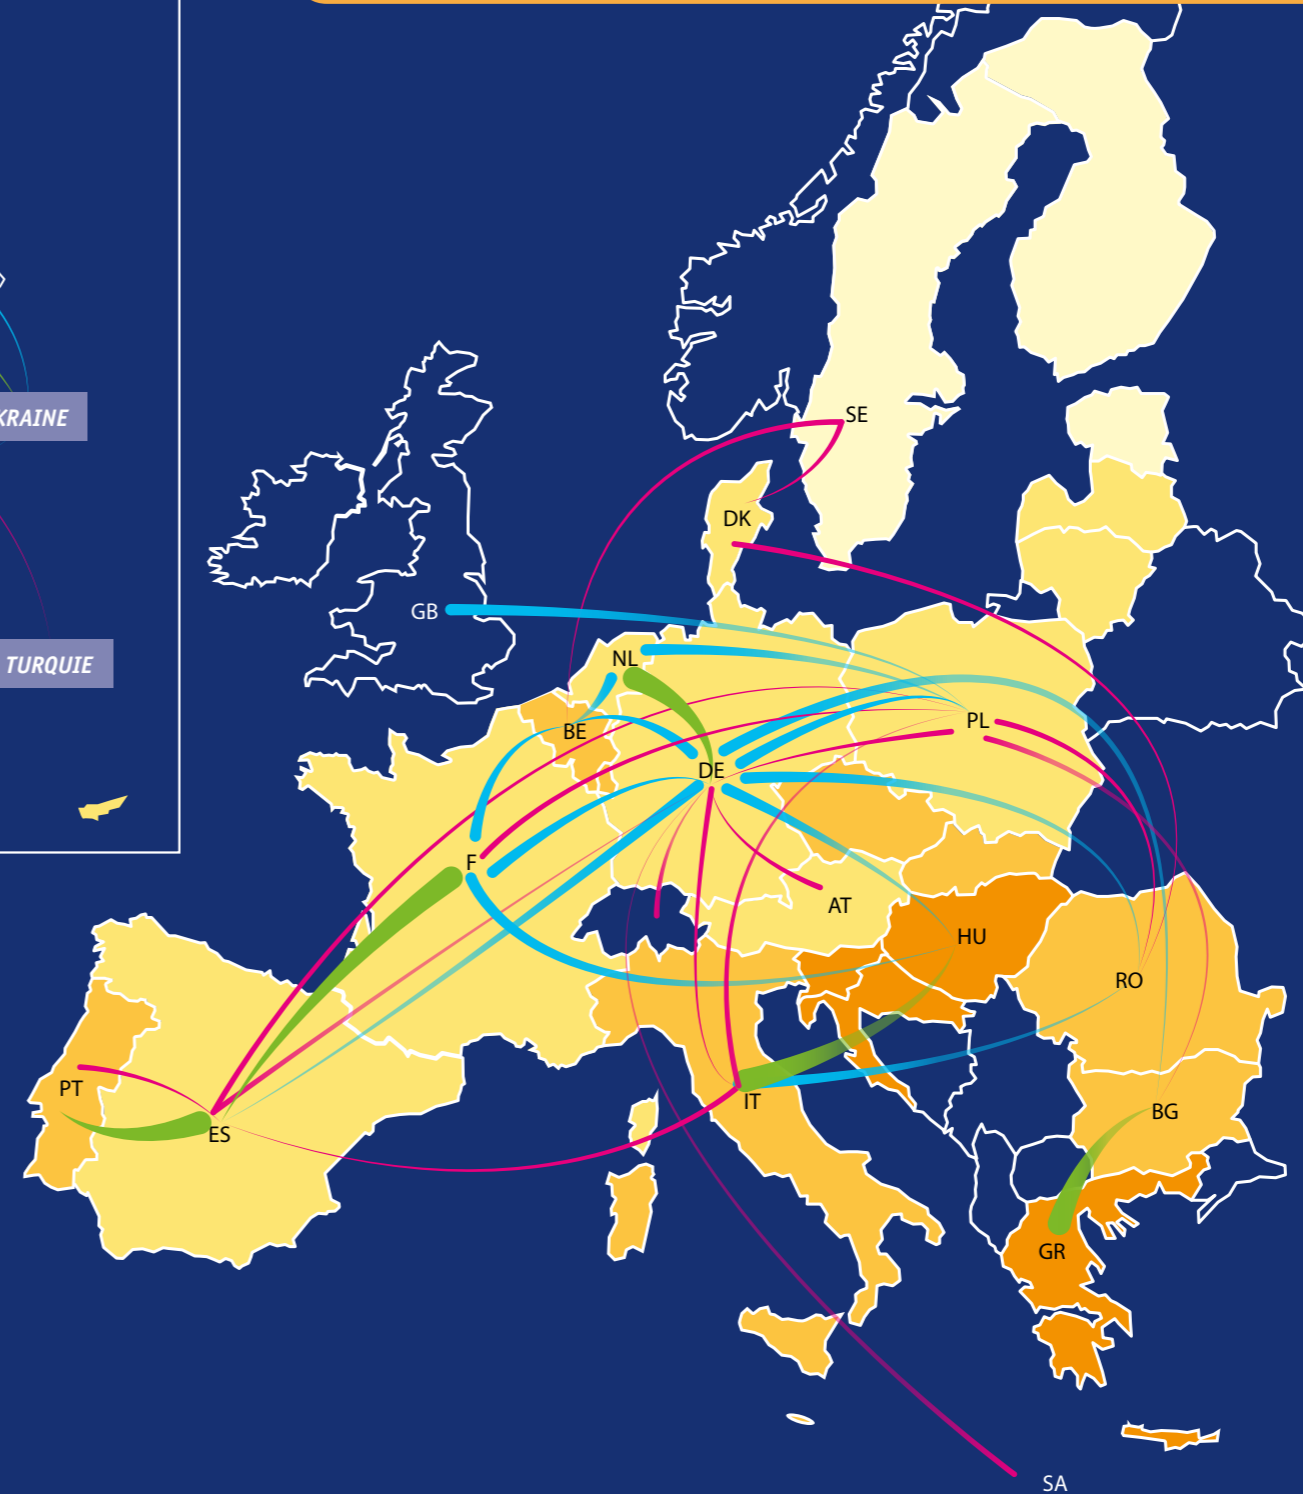 SE
DK
GB
NL
PL
BE
DE
F
AT
HU
RO
PT
ES
IT
BG
GR
SA
KRAINE
TURQUIE